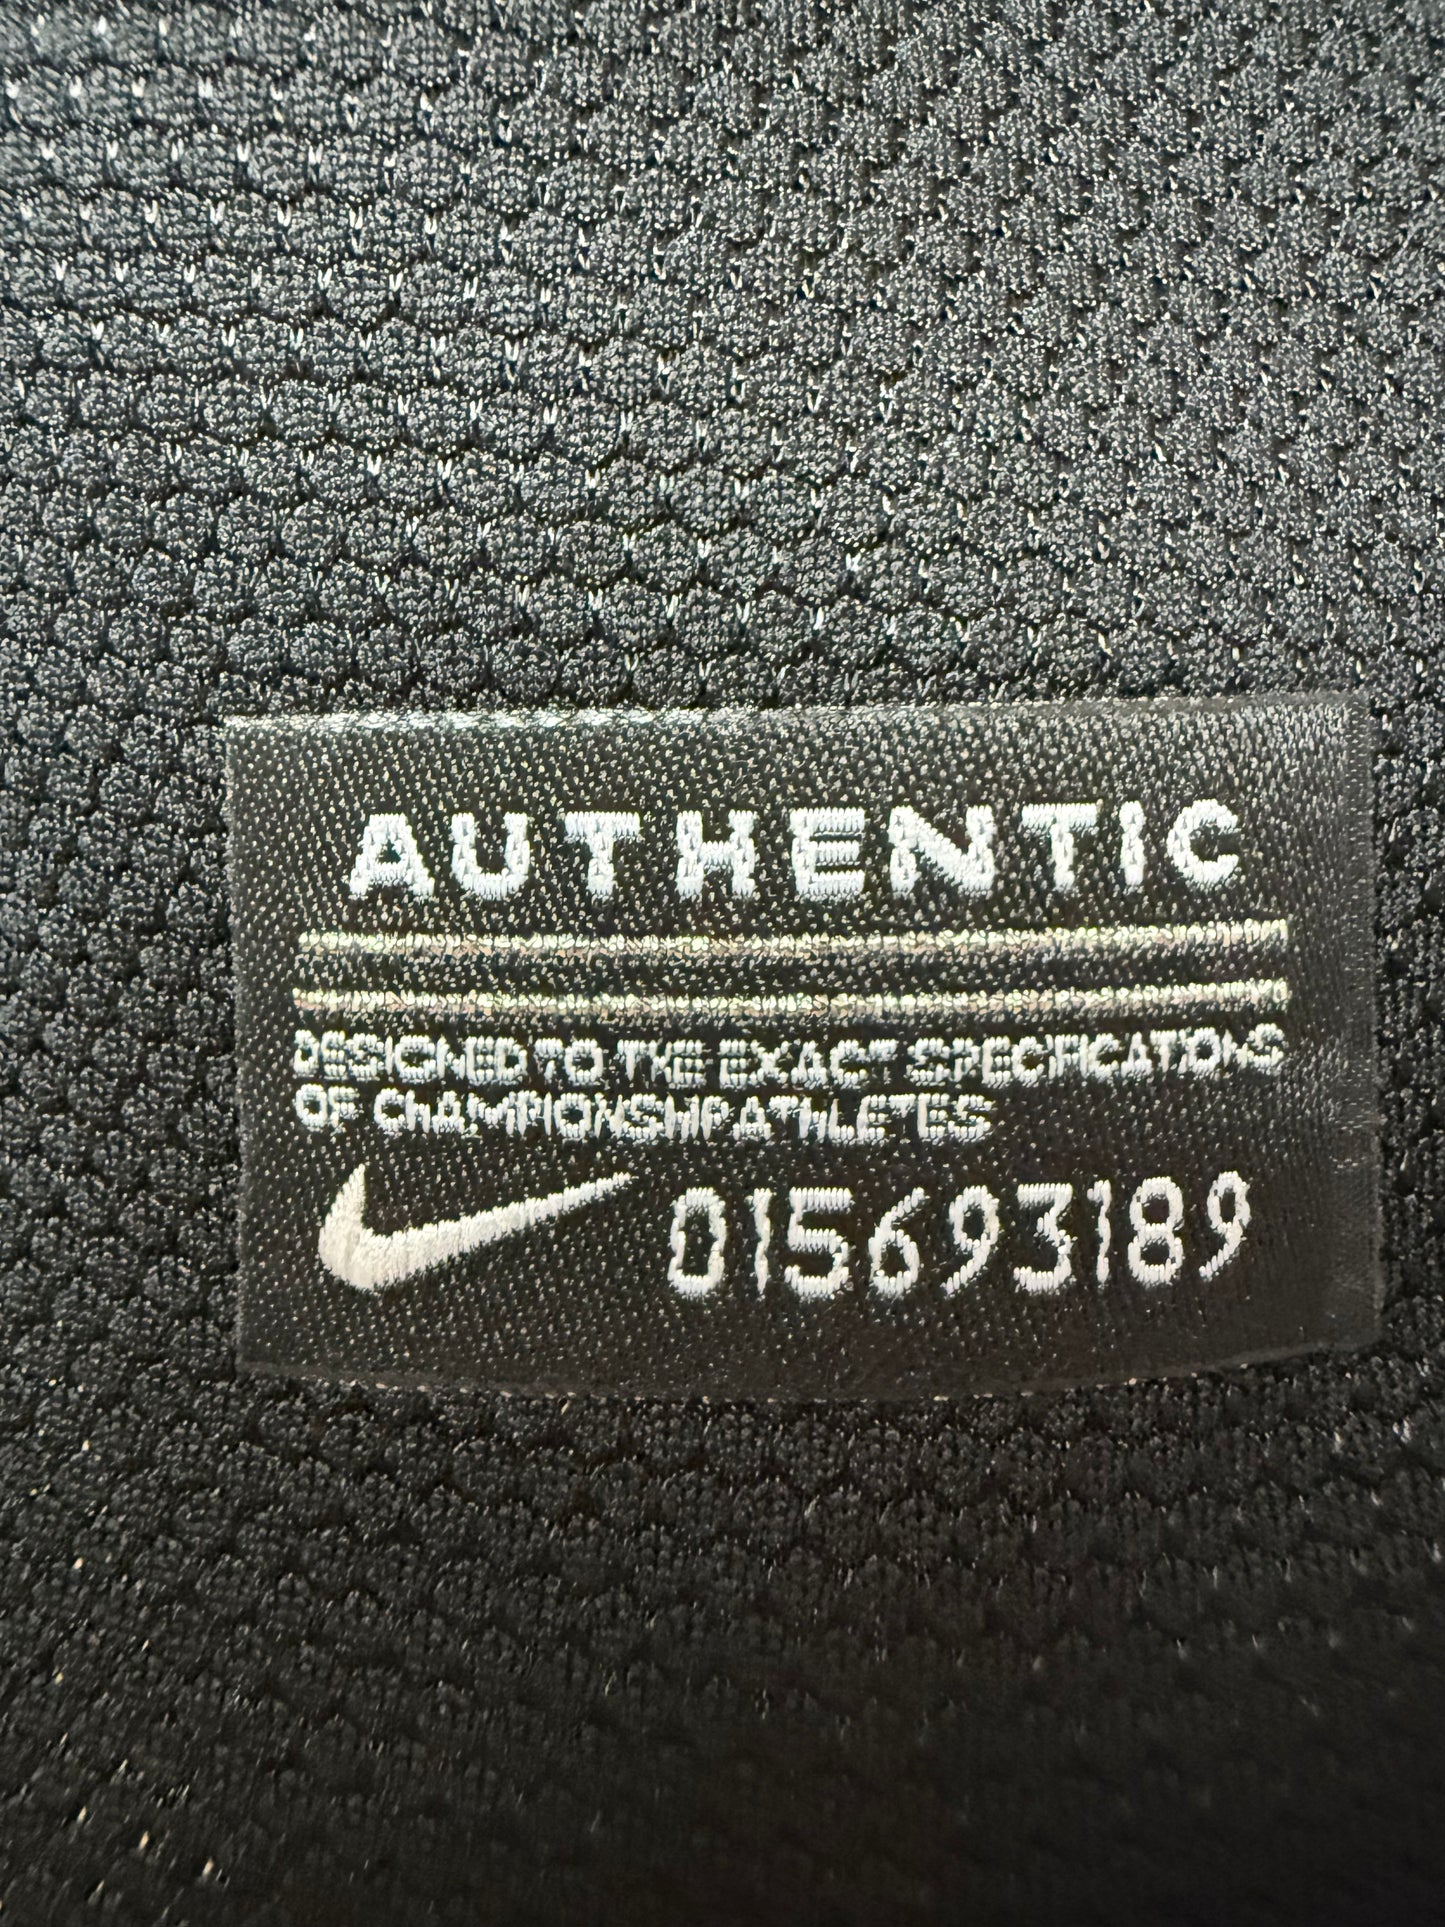 AUTHENTIC
DESIGNED TO THE EXACT SPECIFICATIONS
OF CHAMPIONSHIP ATHLETES
015693189